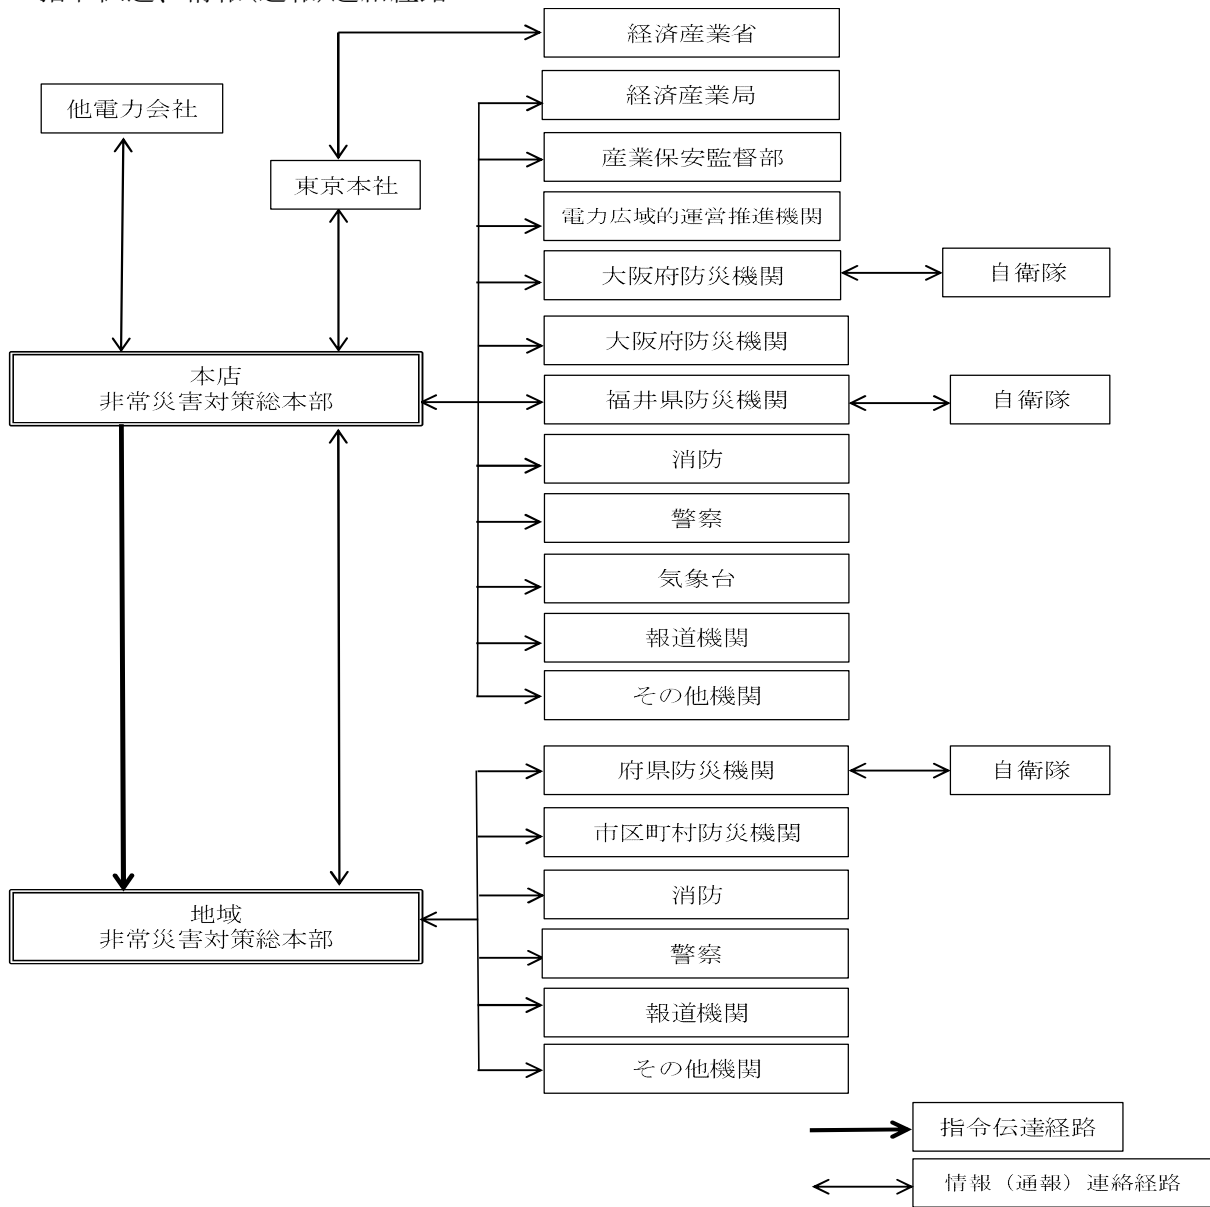 経済産業省
他電力会社
経済産業局
産業保安監督部
東京本社
電力広域的運営推進機関
大阪府防災機関
自衛隊
大阪府防災機関
本店
非常災害対策総本部
福井県防災機関
自衛隊
消防
警察
気象台
報道機関
その他機関
府県防災機関
自衛隊
市区町村防災機関
消防
地域
非常災害対策総本部
警察
報道機関
その他機関
指令伝達経路
情報（通報）連絡経路